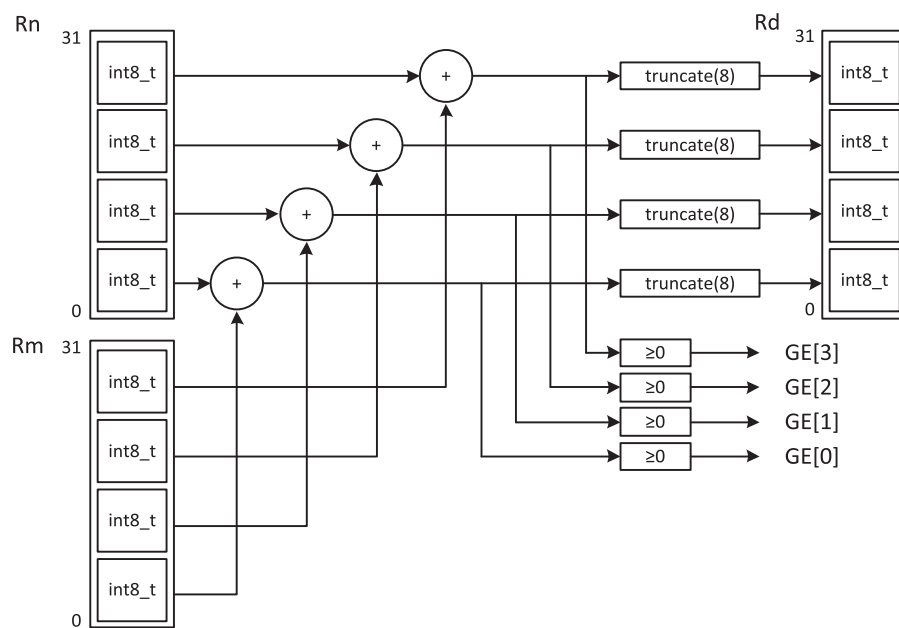 Rn
31
int8_t
int8_t
int8_t
int8_t
0
Rm
31
int8_t
int8_t
int8_t
int8_t
0
+
+
+
+
truncate(8)
truncate(8)
truncate(8)
truncate(8)
≥0
≥0
≥0
≥0
GE[3]
GE[2]
GE[1]
GE[0]
Rd
31
int8_t
int8_t
int8_t
int8_t
0